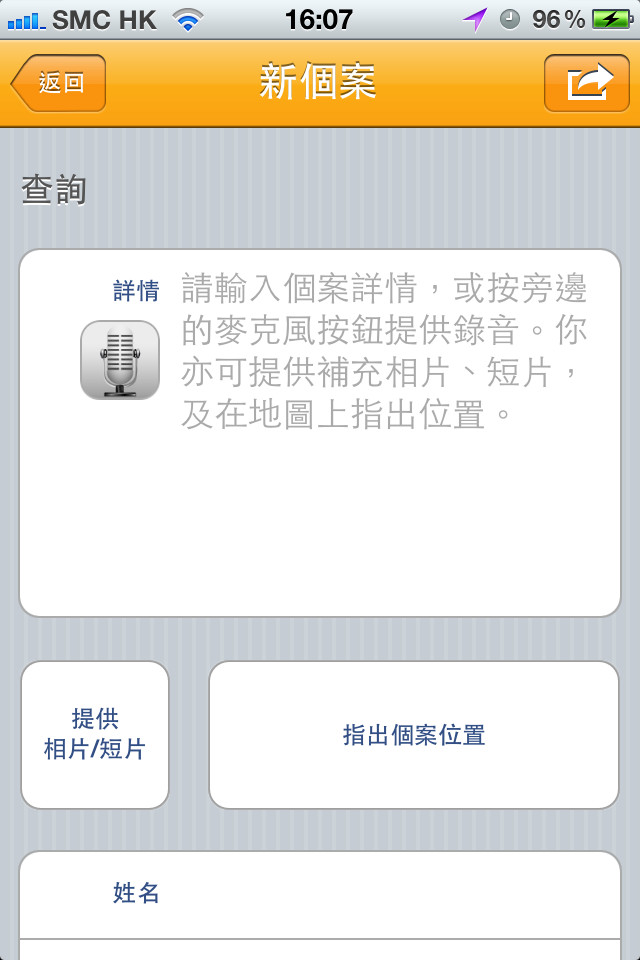 SMC HK 16:07 96%
返回 新個案
查詢
詳情
請輸入個案詳情，或按旁邊
的麥克風按鈕提供錄音。你
亦可提供補充相片、短片，
及在地圖上指出位置。
提供
相片/短片
指出個案位置
姓名